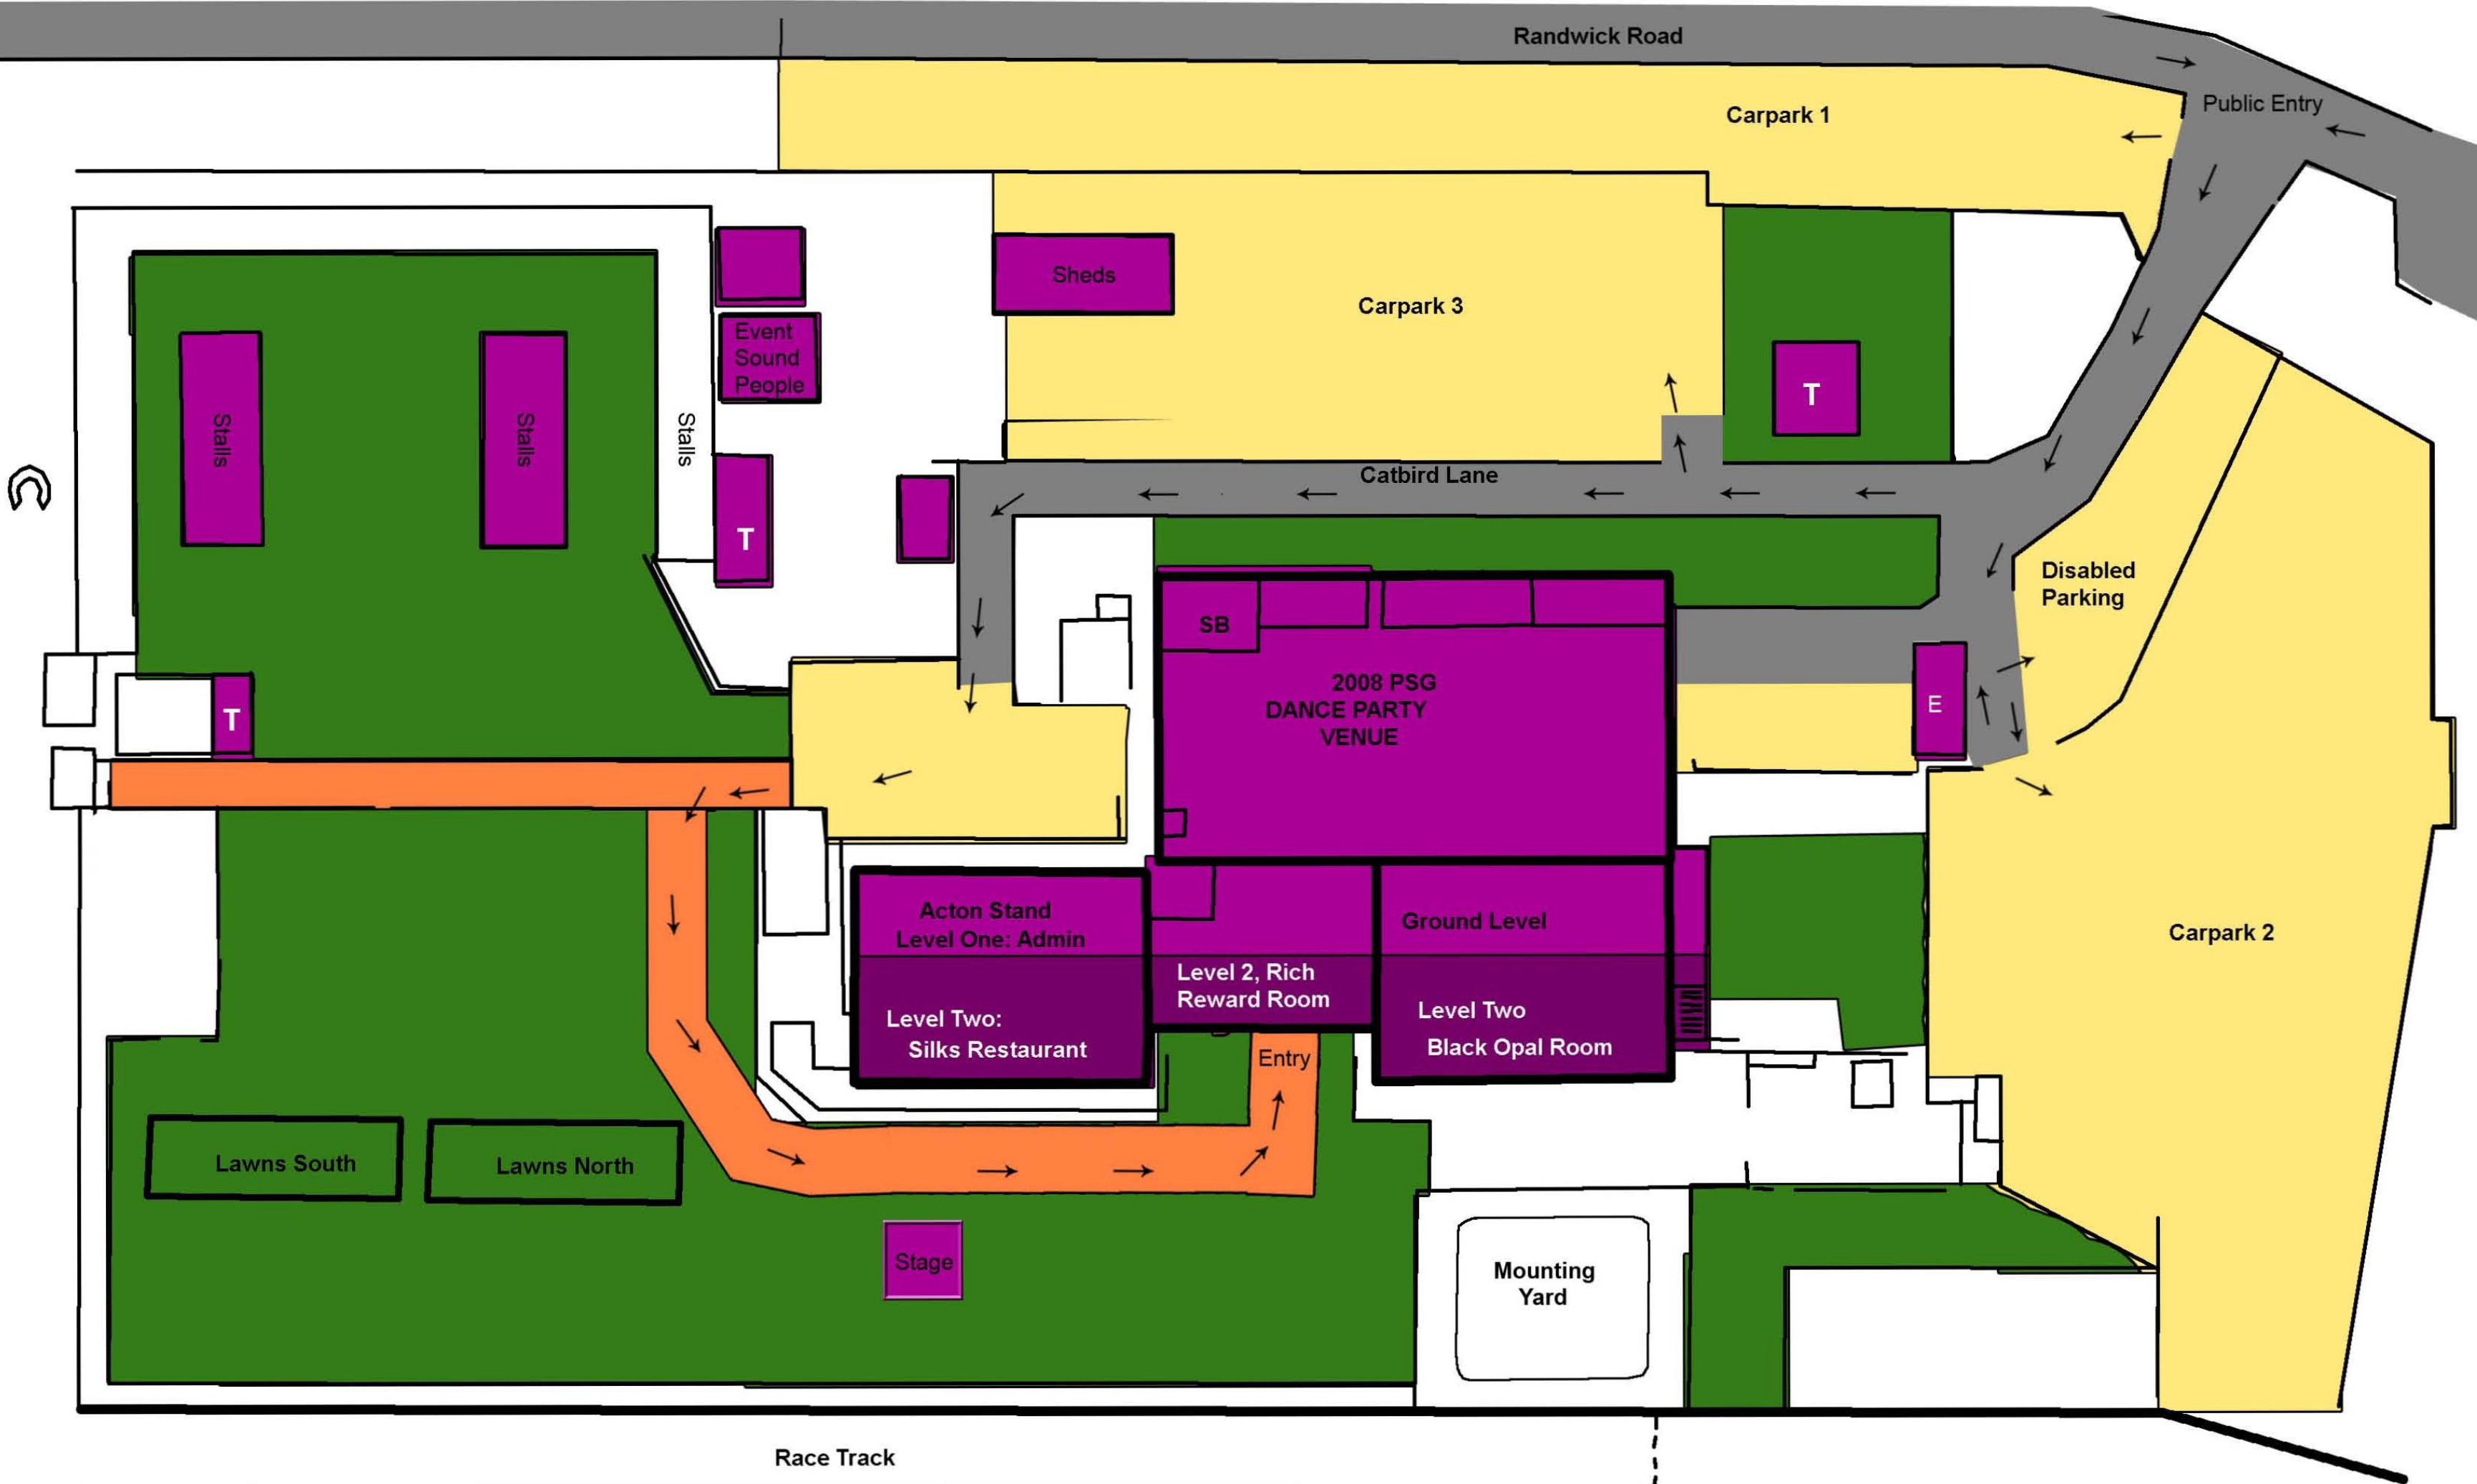 Randwick Road
Public Entry
Carpark 1
Sheds
Carpark 3
Event
Sound
People
T
Stalls
Stalls
Stalls
Catbird Lane
T
Disabled
Parking
SB
2008 PSG
DANCE PARTY
VENUE
E
T
Acton Stand
Level One: Admin
Ground Level
Carpark 2
Level 2, Rich
Reward Room
Level Two:
Silks Restaurant
Level Two
Black Opal Room
Entry
Lawns South
Lawns North
Stage
Mounting
Yard
Race Track